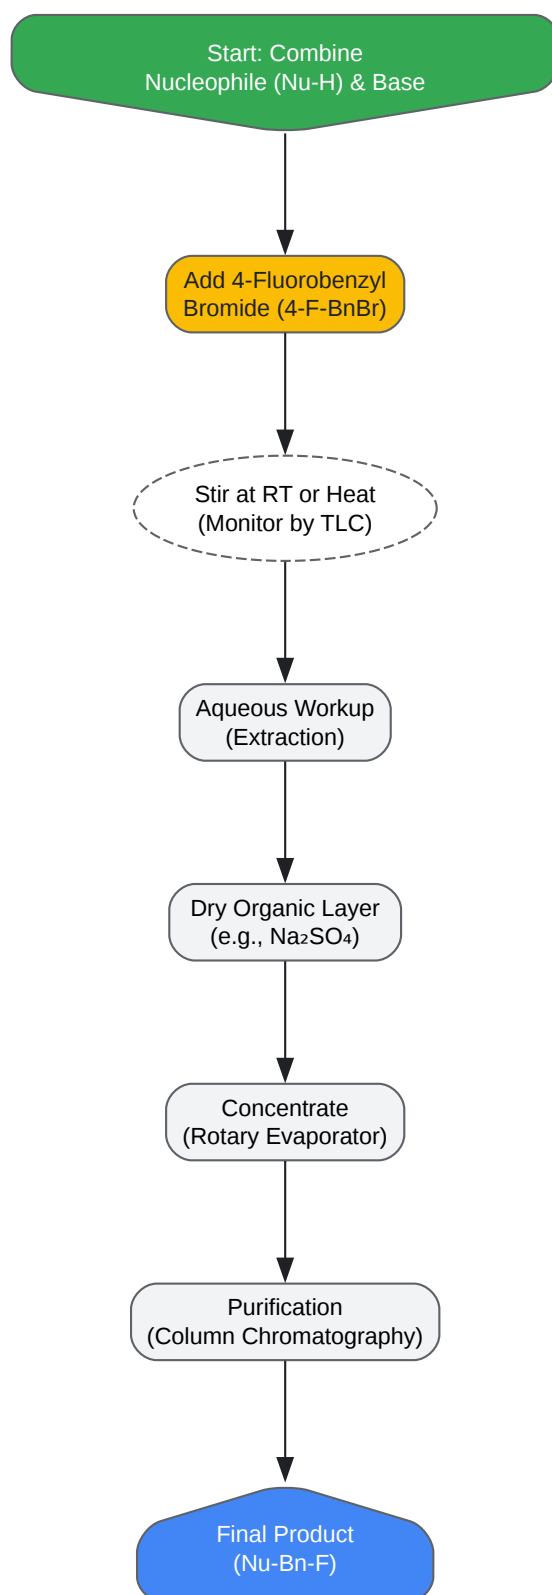 Start: Combine
Nucleophile (Nu-H) & Base
Add 4-Fluorobenzyl
Bromide (4-F-BnBr)
Stir at RT or Heat
(Monitor by TLC)
Aqueous Workup
(Extraction)
Dry Organic Layer
(e.g., Na₂SO₄)
Concentrate
(Rotary Evaporator)
Purification
(Column Chromatography)
Final Product
(Nu-Bn-F)